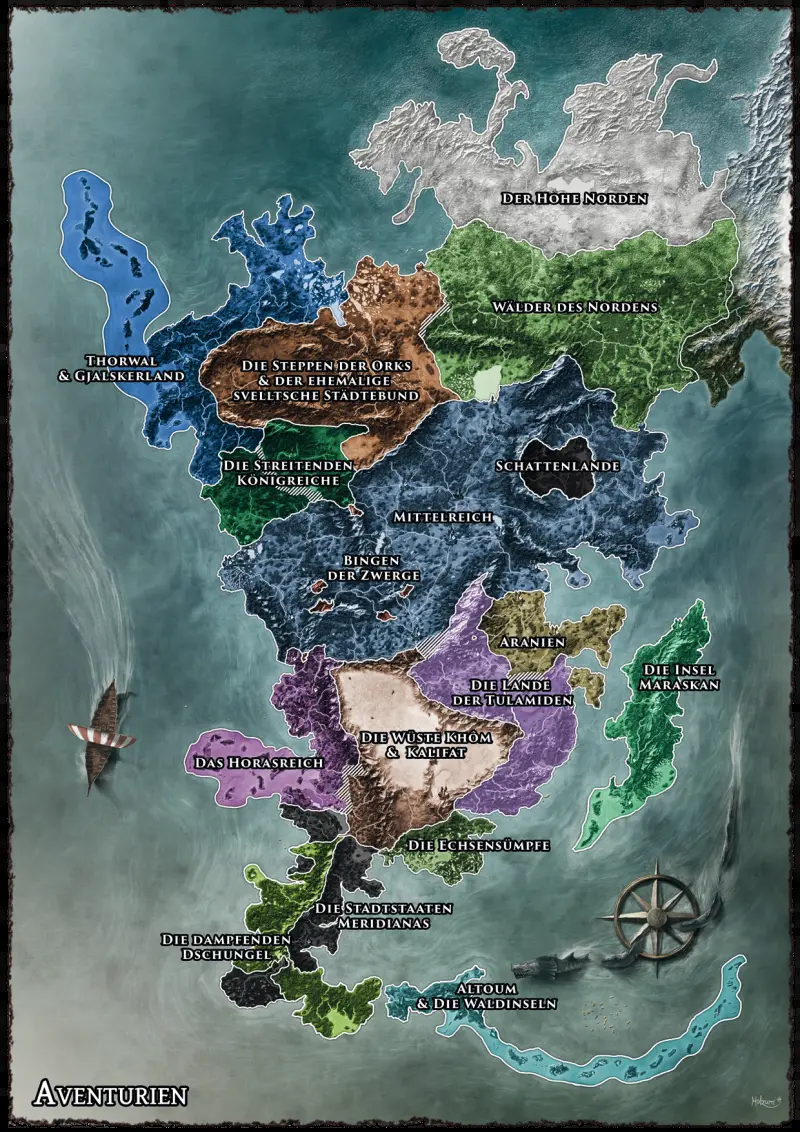 Der Hohe Norden
Wälder des Nordens
Thorwal
& Gjalskerland
Die Steppen der Orks
& der ehemalige
svelltsche Städtebund
Die Streitenden
Königreiche
Schattenlande
Mittelreich
Bingen
der Zwerge
Aranien
Die Insel
Maraskan
Die Lande
der Tulamiden
Die Wüste Khôm
& Kalifat
Das Horasreich
Die Echsensümpfe
Die Stadtstaaten
Meridianas
Die dampfenden
Dschungel
Altoum
& Die Waldinseln
Aventurien